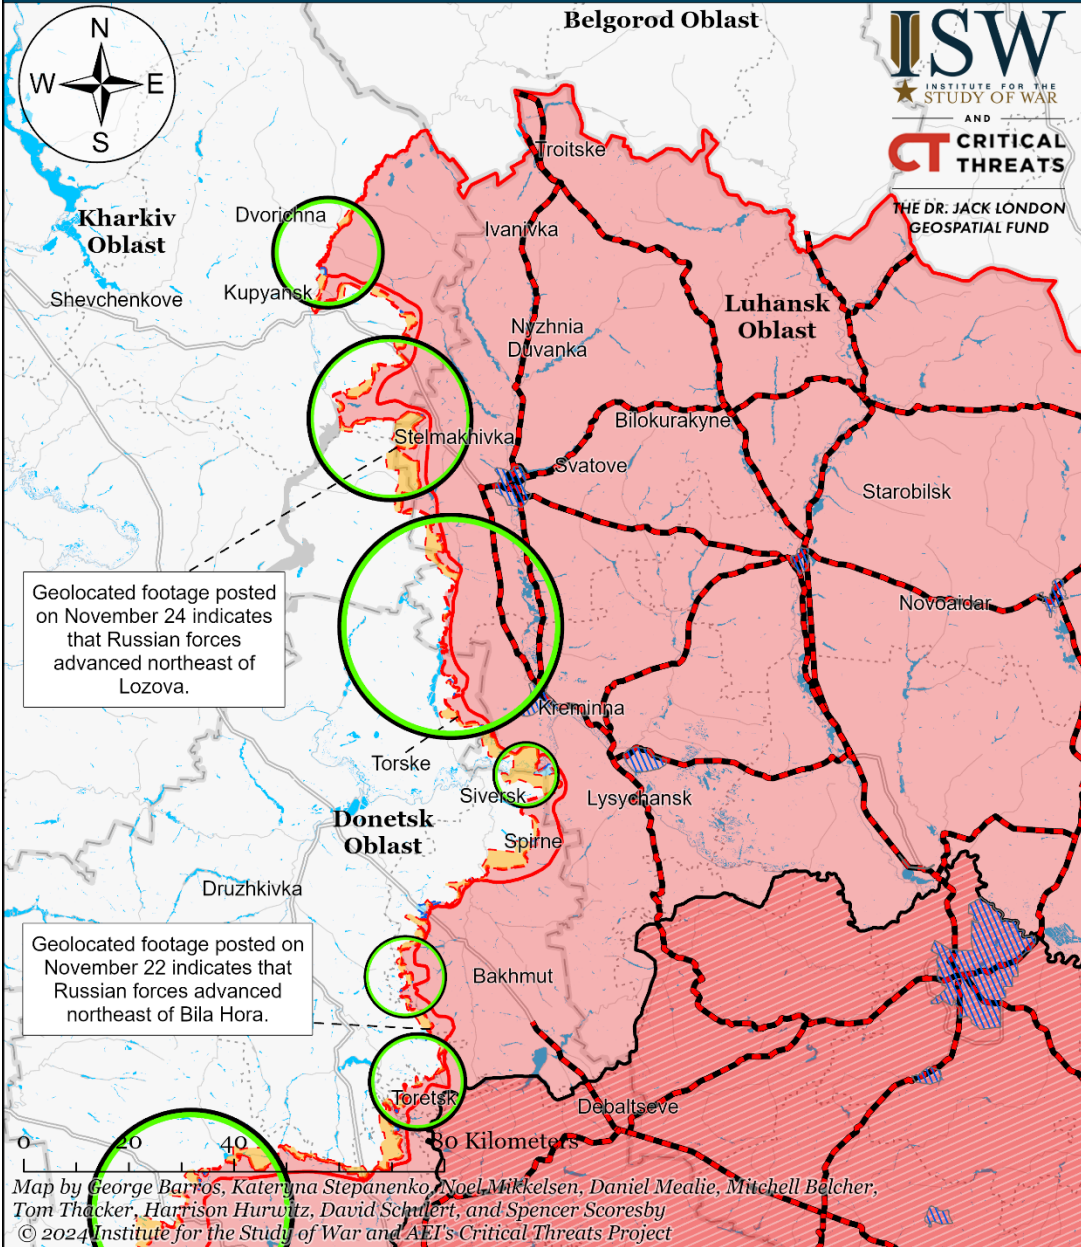 Belgorod Oblast
N
W
E
S
ISW
INSTITUTE FOR THE
STUDY OF WAR
AND
CT CRITICAL
THREATS
THE DR. JACK LONDON
GEOSPATIAL FUND
Troitske
Kharkiv
Oblast
Dvorichna
Ivanivka
Shevchenkove
Kupyansk
Luhansk
Oblast
Nyzhnia
Duvanka
Bilokurakyne
Stelmakhivka
Svatove
Starobilsk
Geolocated footage posted
on November 24 indicates
that Russian forces
advanced northeast of
Lozova.
Novoaidar
Kreminna
Torske
Siversk
Lysychansk
Donetsk
Oblast
Spirne
Druzhkivka
Geolocated footage posted on
November 22 indicates that
Russian forces advanced
northeast of Bila Hora.
Bakhmut
Toretsk
Debaltseve
0 20 40 80 Kilometers
Map by George Barros, Kateryna Stepanenko, Noel Mikkelsen, Daniel Mealie, Mitchell Belcher,
Tom Thacker, Harrison Hurwitz, David Schulert, and Spencer Scoresby
© 2024 Institute for the Study of War and AEI's Critical Threats Project